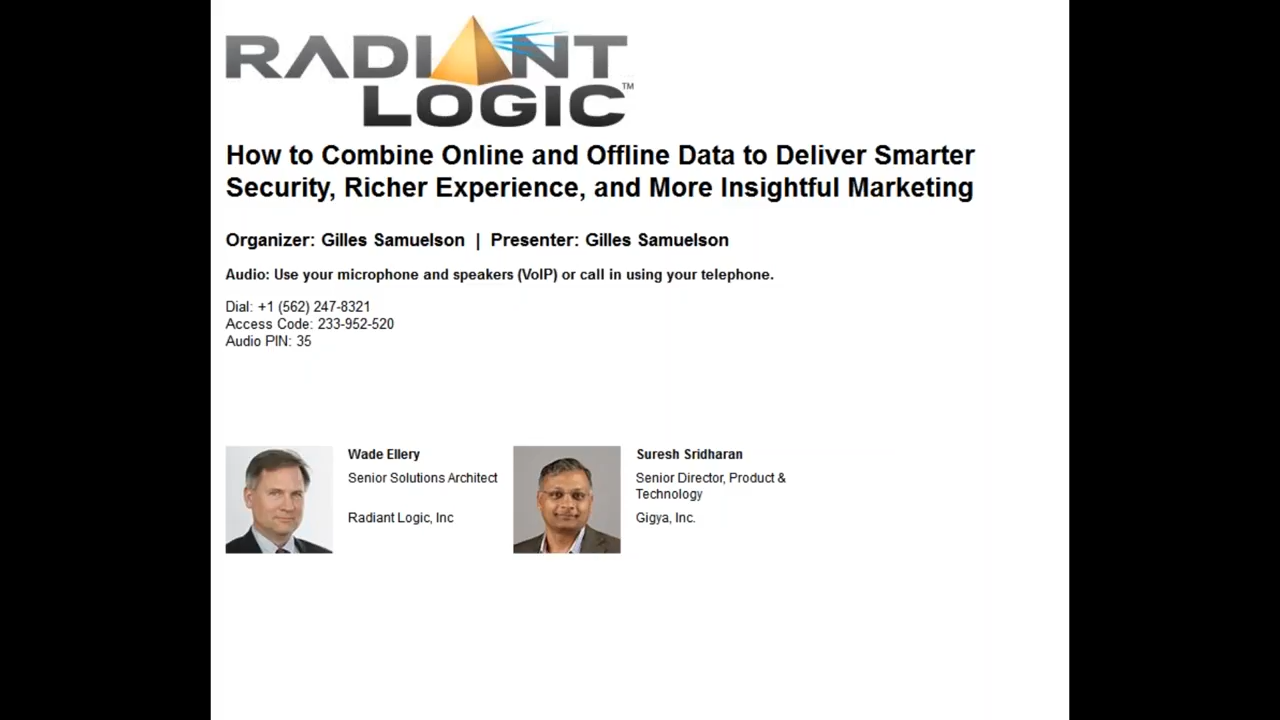 RADIANT
LOGIC™
How to Combine Online and Offline Data to Deliver Smarter
Security, Richer Experience, and More Insightful Marketing
Organizer: Gilles Samuelson | Presenter: Gilles Samuelson
Audio: Use your microphone and speakers (VoIP) or call in using your telephone.
Dial: +1 (562) 247-8321
Access Code: 233-952-520
Audio PIN: 35
Wade Ellery
Senior Solutions Architect
Radiant Logic, Inc
Suresh Sridharan
Senior Director, Product &
Technology
Gigya, Inc.